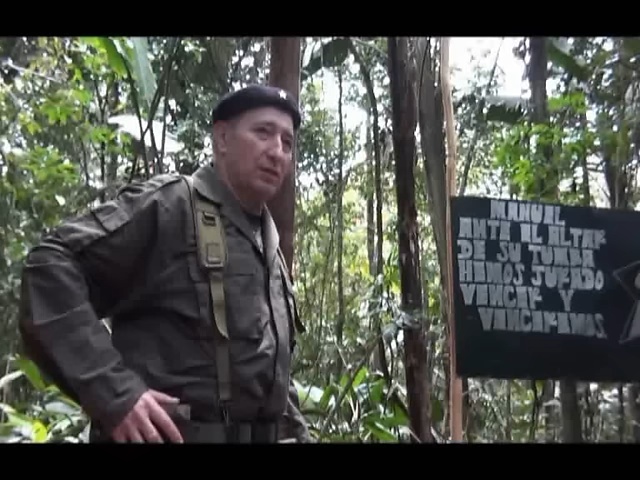 MANUEL
ANTE EL ALTAR
DE SU TUMBA
HEMOS JURADO
VENCER Y
VENCEREMOS